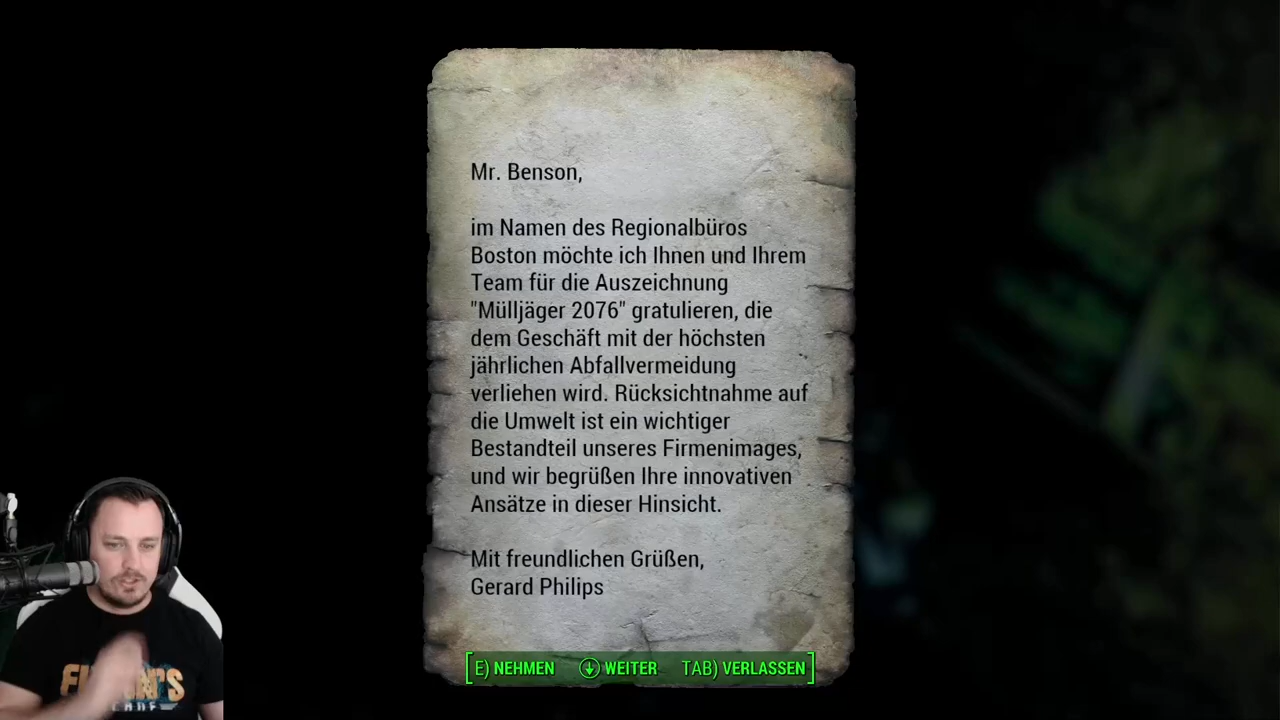 Mr. Benson,
im Namen des Regionalbüros
Boston möchte ich Ihnen und Ihrem
Team für die Auszeichnung
"Mülljäger 2076" gratulieren, die
dem Geschäft mit der höchsten
jährlichen Abfallvermeidung
verliehen wird. Rücksichtnahme auf
die Umwelt ist ein wichtiger
Bestandteil unseres Firmenimages,
und wir begrüßen Ihre innovativen
Ansätze in dieser Hinsicht.
Mit freundlichen Grüßen,
Gerard Philips
E) NEHMEN WEITER TAB) VERLASSEN